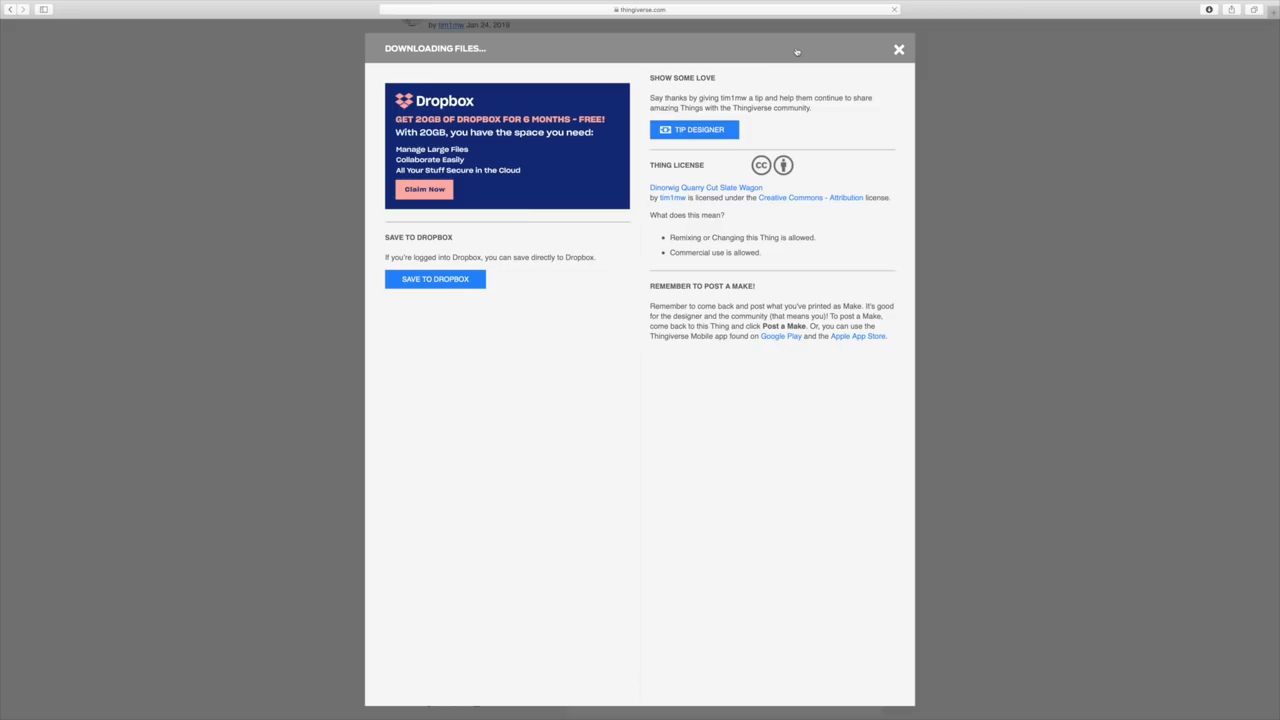 thingiverse.com
by tim1mw Jan 24, 2019
DOWNLOADING FILES...
Dropbox
GET 20GB OF DROPBOX FOR 6 MONTHS - FREE!
With 20GB, you have the space you need:
Manage Large Files
Collaborate Easily
All Your Stuff Secure in the Cloud
Claim Now
SAVE TO DROPBOX
If you're logged into Dropbox, you can save directly to Dropbox.
SAVE TO DROPBOX
SHOW SOME LOVE
Say thanks by giving tim1mw a tip and help them continue to share
amazing Things with the Thingiverse community.
TIP DESIGNER
THING LICENSE
CC
Dinorwig Quarry Cut Slate Wagon
by tim1mw is licensed under the Creative Commons - Attribution license.
What does this mean?
• Remixing or Changing this Thing is allowed.
• Commercial use is allowed.
REMEMBER TO POST A MAKE!
Remember to come back and post what you've printed as Make. It's good
for the designer and the community (that means you)! To post a Make,
come back to this Thing and click Post a Make. Or, you can use the
Thingiverse Mobile app found on Google Play and the Apple App Store.